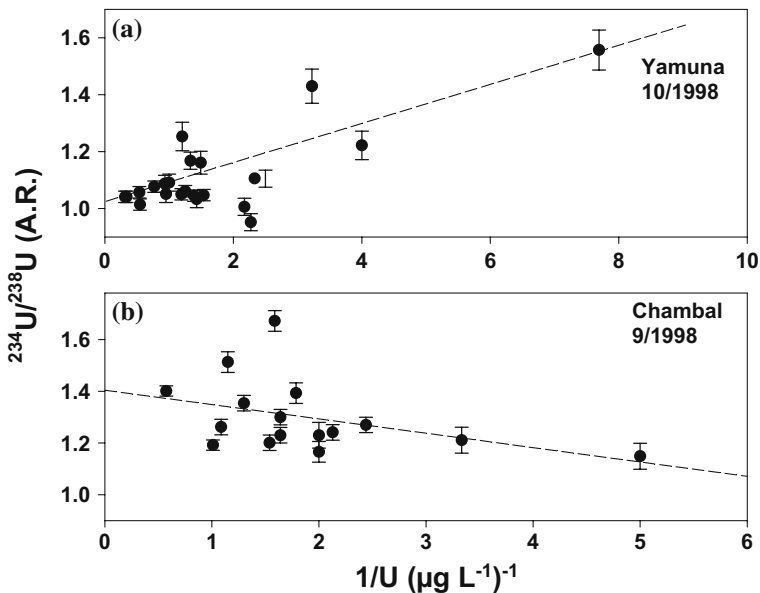 (a)
Yamuna
10/1998
1.6
1.4
1.2
1.0
0 2 4 6 8 10
²³⁴U/²³⁸U (A.R.)
(b)
Chambal
9/1998
1.6
1.4
1.2
1.0
0 1 2 3 4 5 6
1/U (µg L⁻¹)⁻¹